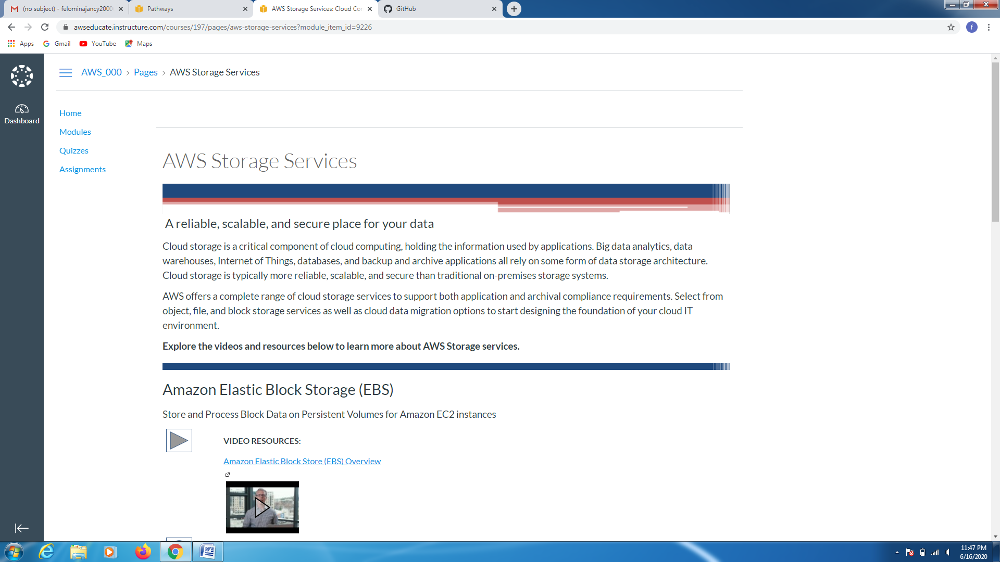 (no subject) - felominajancy2000
Pathways
AWS Storage Services: Cloud Cor
GitHub
awseducate.instructure.com/courses/197/pages/aws-storage-services?module_item_id=9226
f
Apps
Gmail
YouTube
Maps
AWS_000 > Pages > AWS Storage Services
Dashboard
Home
Modules
Quizzes
Assignments
AWS Storage Services
A reliable, scalable, and secure place for your data
Cloud storage is a critical component of cloud computing, holding the information used by applications. Big data analytics, data
warehouses, Internet of Things, databases, and backup and archive applications all rely on some form of data storage architecture.
Cloud storage is typically more reliable, scalable, and secure than traditional on-premises storage systems.
AWS offers a complete range of cloud storage services to support both application and archival compliance requirements. Select from
object, file, and block storage services as well as cloud data migration options to start designing the foundation of your cloud IT
environment.
Explore the videos and resources below to learn more about AWS Storage services.
Amazon Elastic Block Storage (EBS)
Store and Process Block Data on Persistent Volumes for Amazon EC2 instances
VIDEO RESOURCES:
Amazon Elastic Block Store (EBS) Overview
11:47 PM
6/16/2020